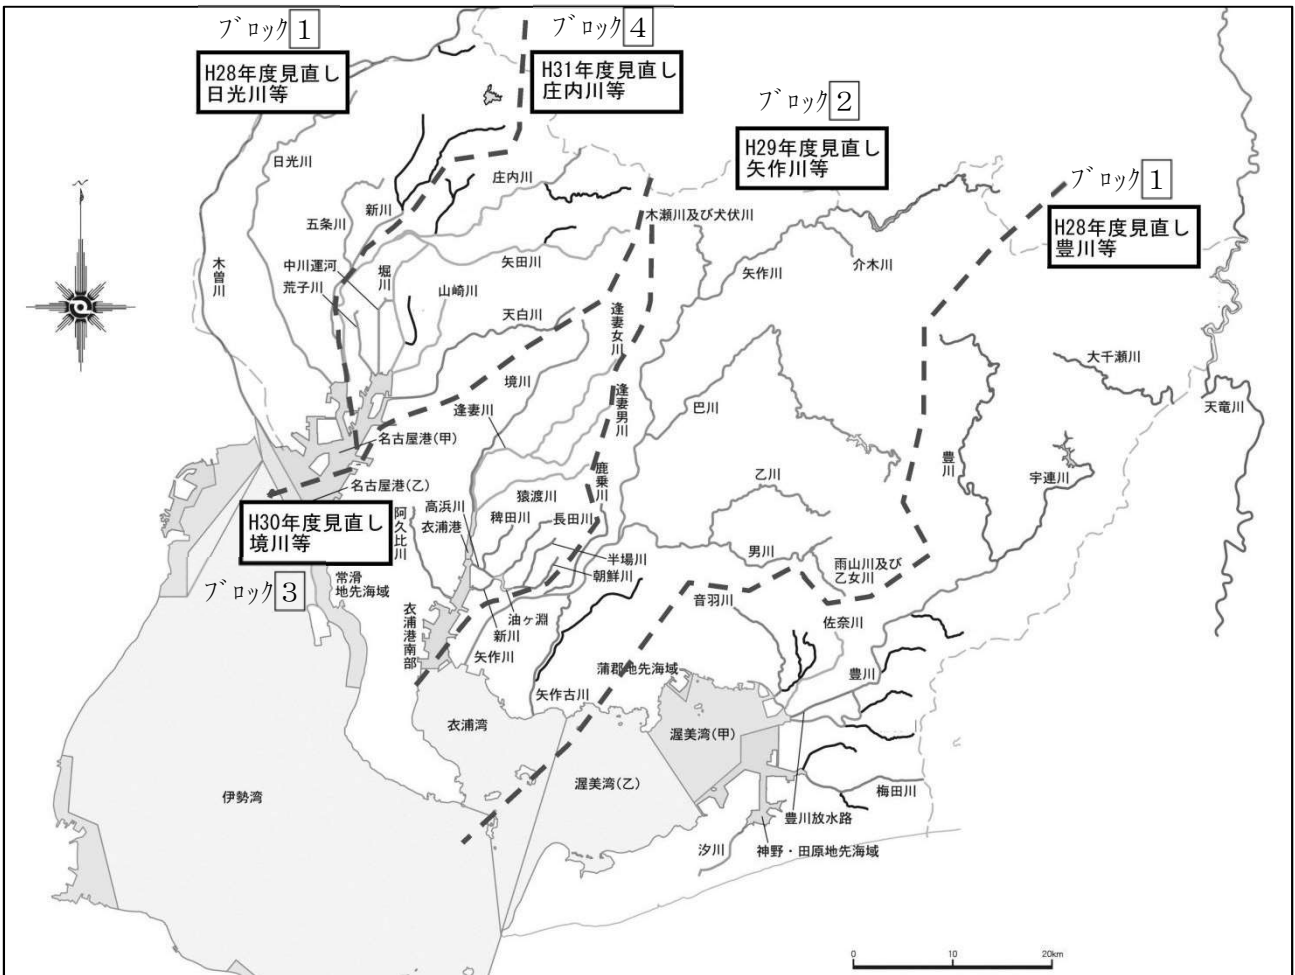 ブロック1
H28年度見直し
日光川等
ブロック4
H31年度見直し
庄内川等
ブロック2
H29年度見直し
矢作川等
ブロック1
H28年度見直し
豊川等
日光川
庄内川
新川
五条川
木瀬川及び犬伏川
木曽川
中川運河
荒子川
堀川
矢田川
山崎川
天白川
矢作川
介木川
逢妻女川
境川
逢妻川
逢妻男川
巴川
大千瀬川
天竜川
名古屋港(甲)
名古屋港(乙)
鹿乗川
乙川
豊川
宇連川
H30年度見直し
境川等
ブロック3
阿久比川
高浜川
衣浦港
猿渡川
稗田川
長田川
半場川
朝鮮川
男川
雨山川及び
乙女川
常滑
地先海域
衣浦港南部
油ヶ淵
新川
矢作川
音羽川
佐奈川
蒲郡地先海域
豊川
矢作古川
衣浦湾
渥美湾(甲)
伊勢湾
渥美湾(乙)
梅田川
豊川放水路
汐川
神野・田原地先海域
0
10
20km